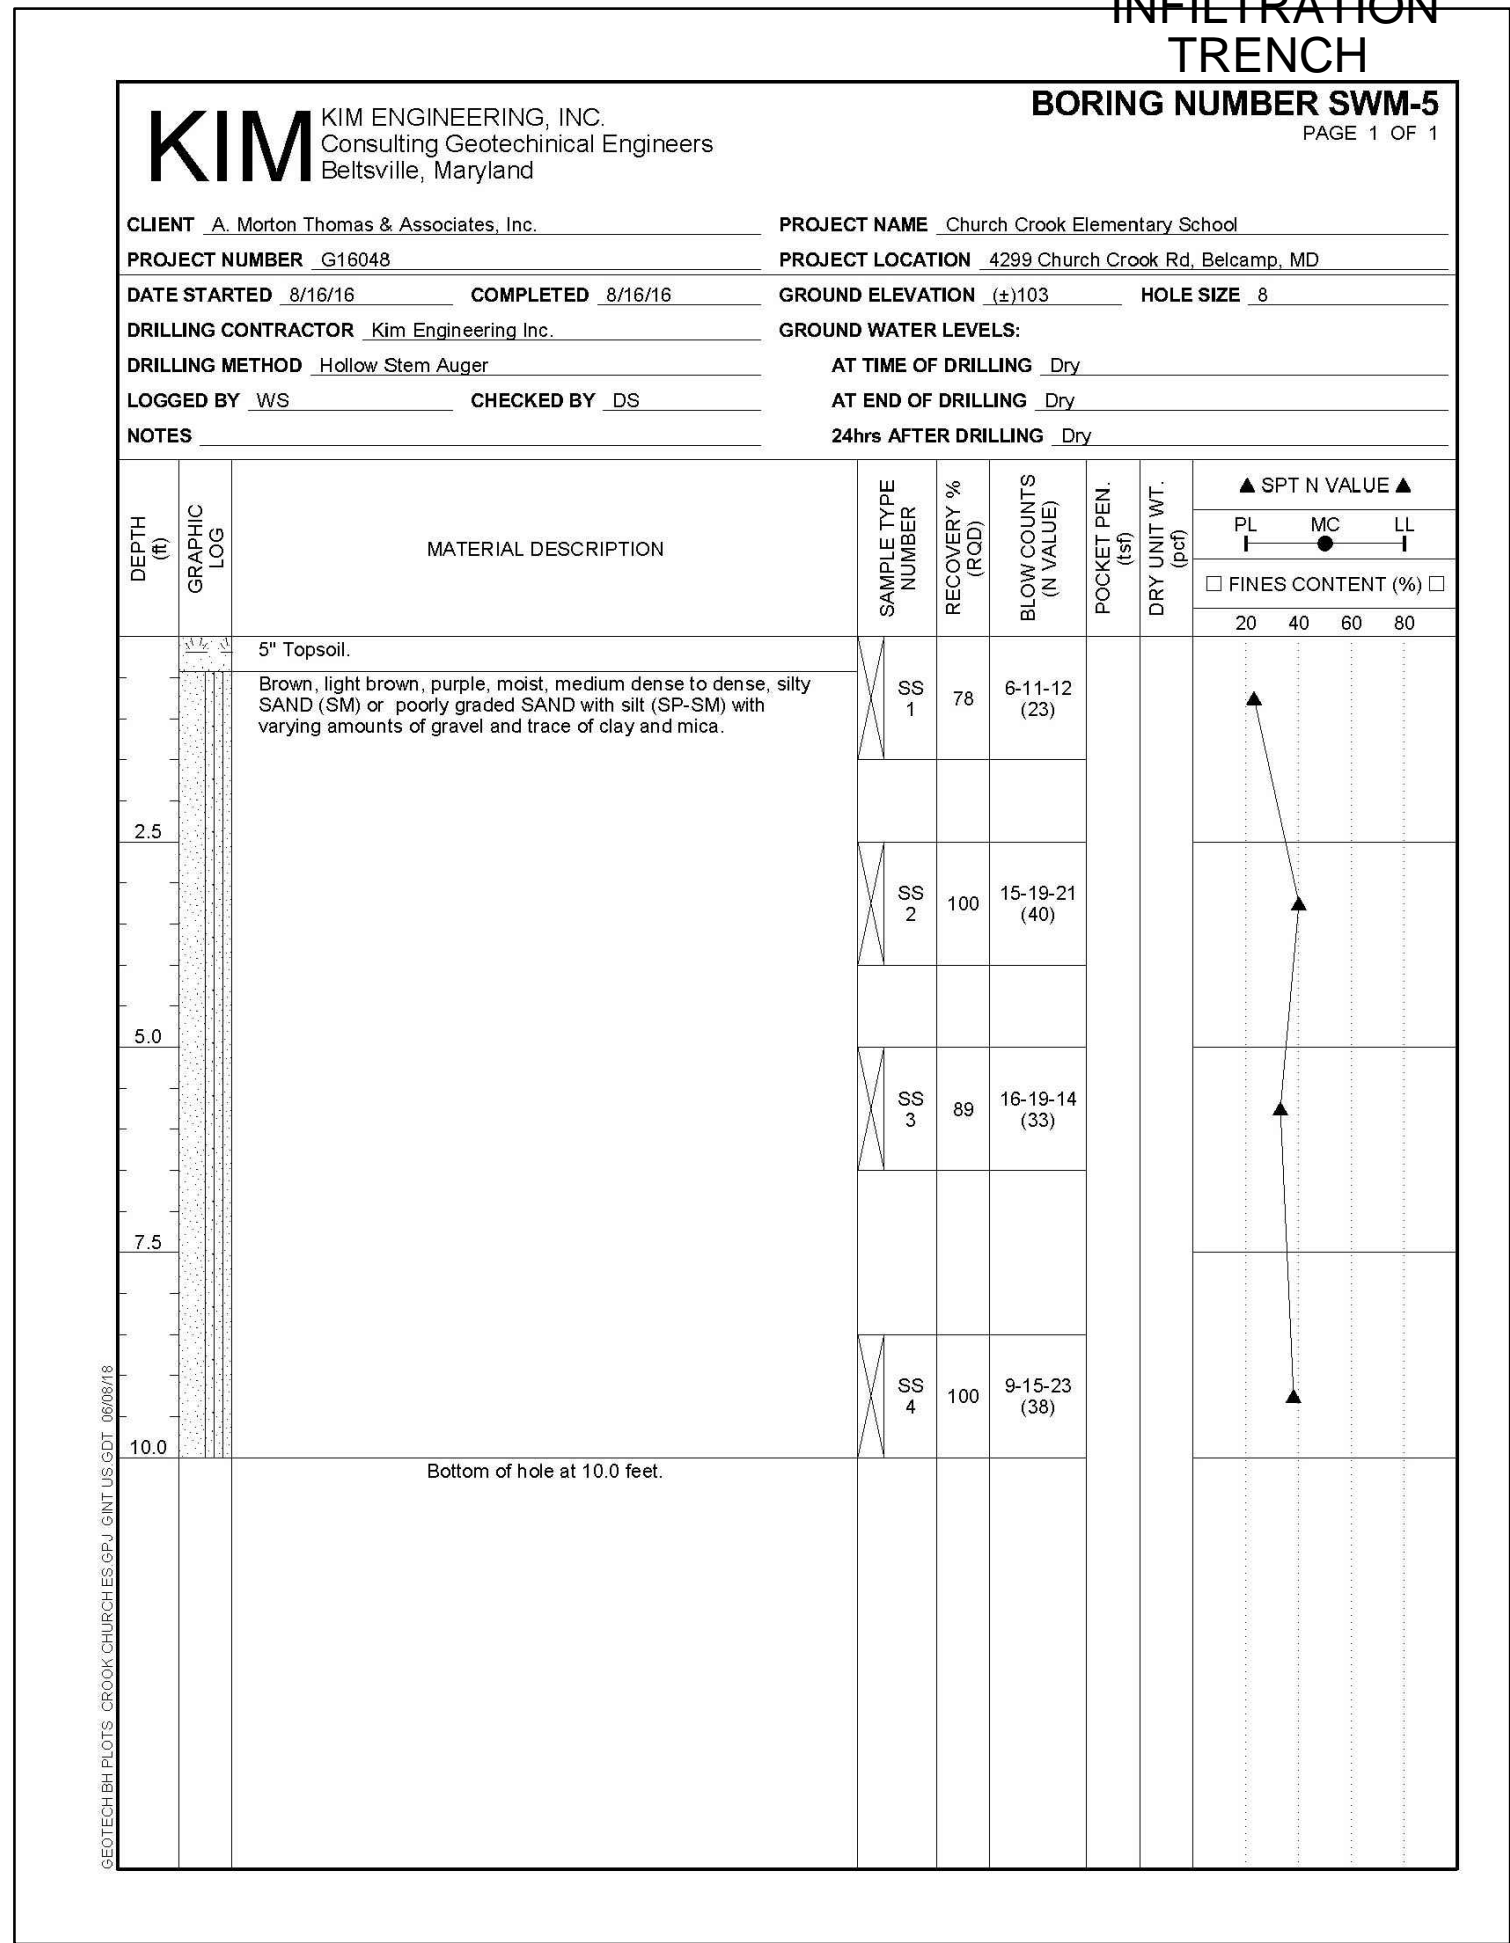 INFILTRATION
TRENCH
BORING NUMBER SWM-5
PAGE 1 OF 1
KIM
KIM ENGINEERING, INC.
Consulting Geotechinical Engineers
Beltsville, Maryland
CLIENT A. Morton Thomas & Associates, Inc.
PROJECT NAME Church Crook Elementary School
PROJECT NUMBER G16048
PROJECT LOCATION 4299 Church Crook Rd, Belcamp, MD
DATE STARTED 8/16/16 COMPLETED 8/16/16
GROUND ELEVATION (±)103 HOLE SIZE 8
DRILLING CONTRACTOR Kim Engineering Inc.
GROUND WATER LEVELS:
DRILLING METHOD Hollow Stem Auger
AT TIME OF DRILLING Dry
LOGGED BY WS CHECKED BY DS
AT END OF DRILLING Dry
NOTES
24hrs AFTER DRILLING Dry
DEPTH
(ft)
GRAPHIC
LOG
MATERIAL DESCRIPTION
SAMPLE TYPE
NUMBER
RECOVERY %
(RQD)
BLOW COUNTS
(N VALUE)
POCKET PEN.
(tsf)
DRY UNIT WT.
(pcf)
▲ SPT N VALUE ▲
PL MC LL
□ FINES CONTENT (%) □
20 40 60 80
5" Topsoil.
Brown, light brown, purple, moist, medium dense to dense, silty
SAND (SM) or poorly graded SAND with silt (SP-SM) with
varying amounts of gravel and trace of clay and mica.
SS
1
78
6-11-12
(23)
2.5
SS
2
100
15-19-21
(40)
5.0
SS
3
89
16-19-14
(33)
7.5
SS
4
100
9-15-23
(38)
10.0
Bottom of hole at 10.0 feet.
GEOTECH BH PLOTS CROOK CHURCH ES.GPJ GINT US.GDT 06/08/18